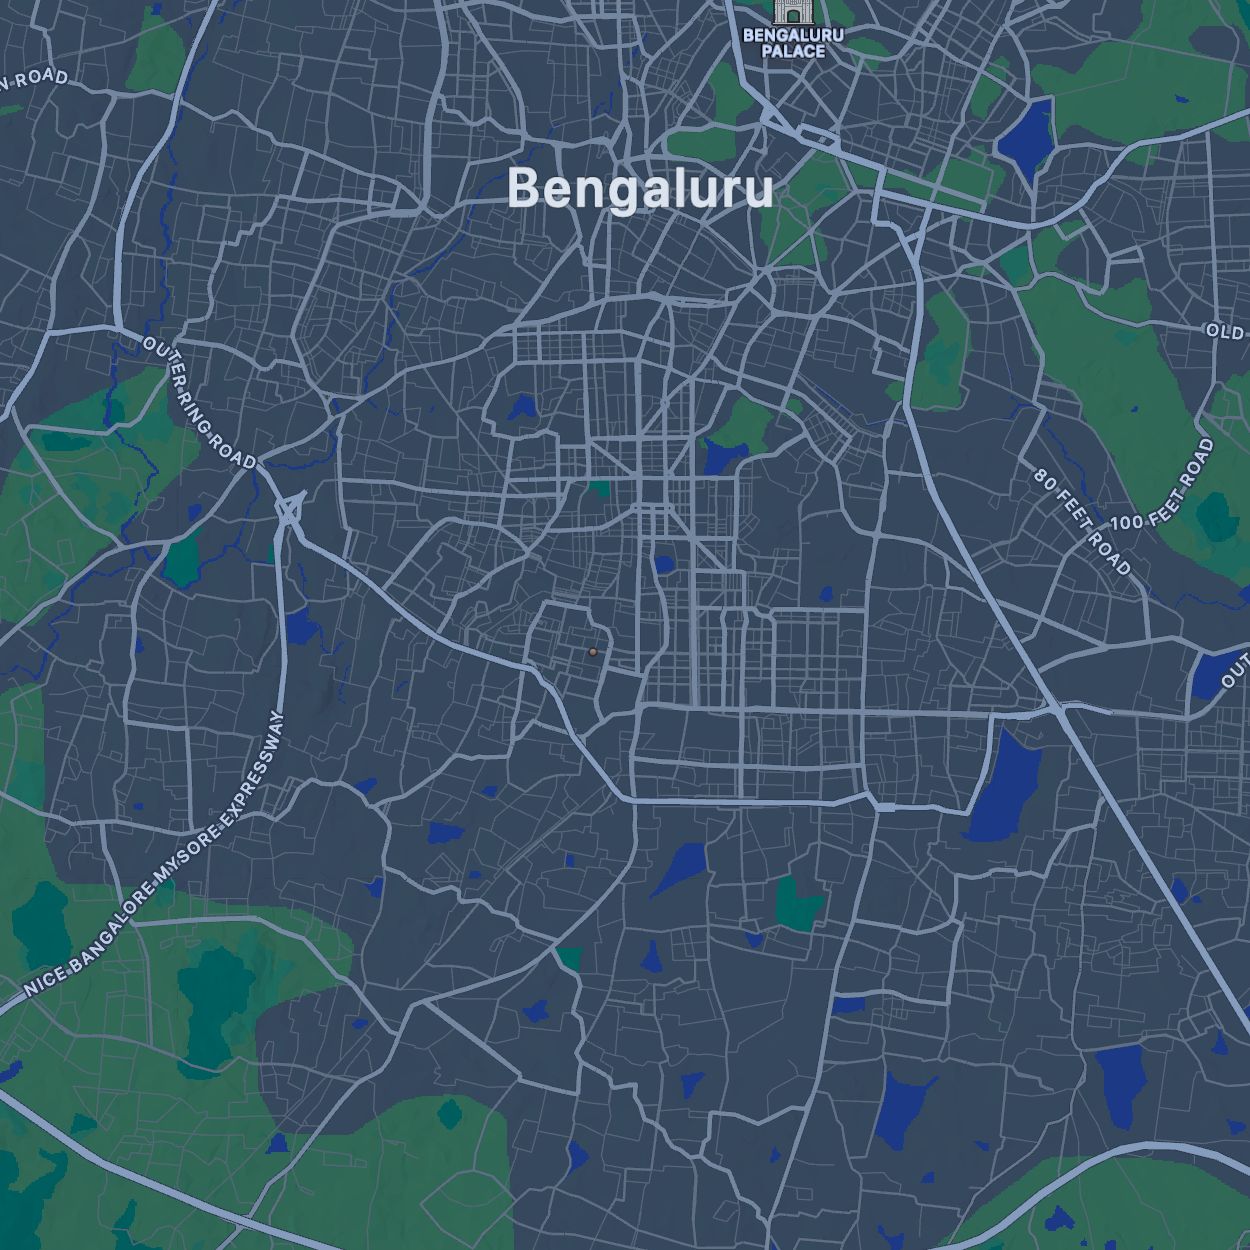 BENGALURU
PALACE
N ROAD
Bengaluru
OUTER RING ROAD
OLD
80 FEET ROAD
100 FEET ROAD
OUT
NICE BANGALORE MYSORE EXPRESSWAY